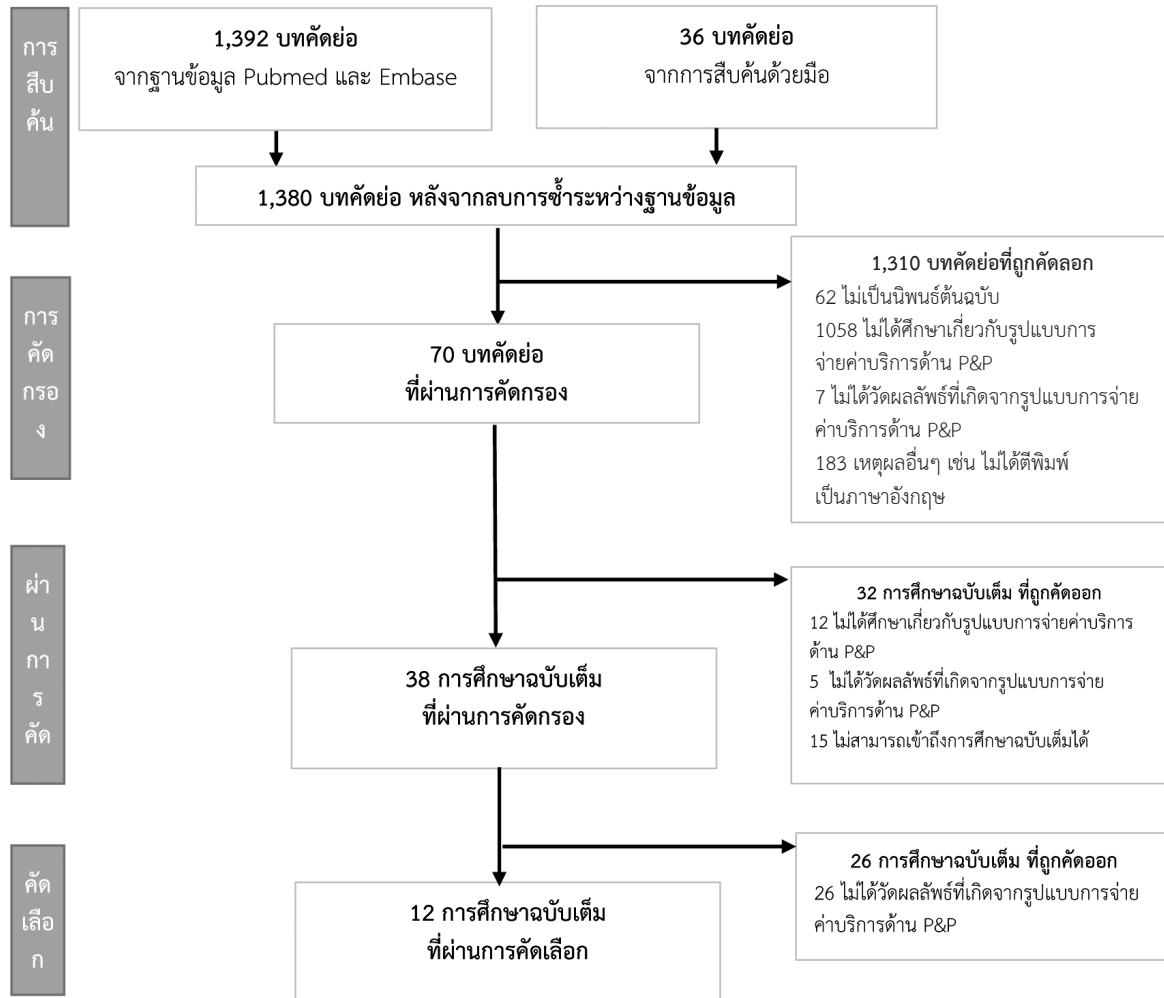 การ
สืบ
ค้น
1,392 บทคัดย่อ
จากฐานข้อมูล Pubmed และ Embase
36 บทคัดย่อ
จากการสืบค้นด้วยมือ
1,380 บทคัดย่อ หลังจากลบการซ้ำระหว่างฐานข้อมูล
การ
คัด
กรอ
ง
70 บทคัดย่อ
ที่ผ่านการคัดกรอง
1,310 บทคัดย่อที่ถูกคัดลอก
62 ไม่เป็นนิพนธ์ต้นฉบับ
1058 ไม่ได้ศึกษาเกี่ยวกับรูปแบบการ
จ่ายค่าบริการด้าน P&P
7 ไม่ได้วัดผลลัพธ์ที่เกิดจากรูปแบบการจ่าย
ค่าบริการด้าน P&P
183 เหตุผลอื่นๆ เช่น ไม่ได้ตีพิมพ์
เป็นภาษาอังกฤษ
ผ่า
น
กา
ร
คัด
38 การศึกษาฉบับเต็ม
ที่ผ่านการคัดกรอง
32 การศึกษาฉบับเต็ม ที่ถูกคัดออก
12 ไม่ได้ศึกษาเกี่ยวกับรูปแบบการจ่ายค่าบริการ
ด้าน P&P
5 ไม่ได้วัดผลลัพธ์ที่เกิดจากรูปแบบการจ่าย
ค่าบริการด้าน P&P
15 ไม่สามารถเข้าถึงการศึกษาฉบับเต็มได้
คัด
เลือ
ก
12 การศึกษาฉบับเต็ม
ที่ผ่านการคัดเลือก
26 การศึกษาฉบับเต็ม ที่ถูกคัดออก
26 ไม่ได้วัดผลลัพธ์ที่เกิดจากรูปแบบการจ่าย
ค่าบริการด้าน P&P